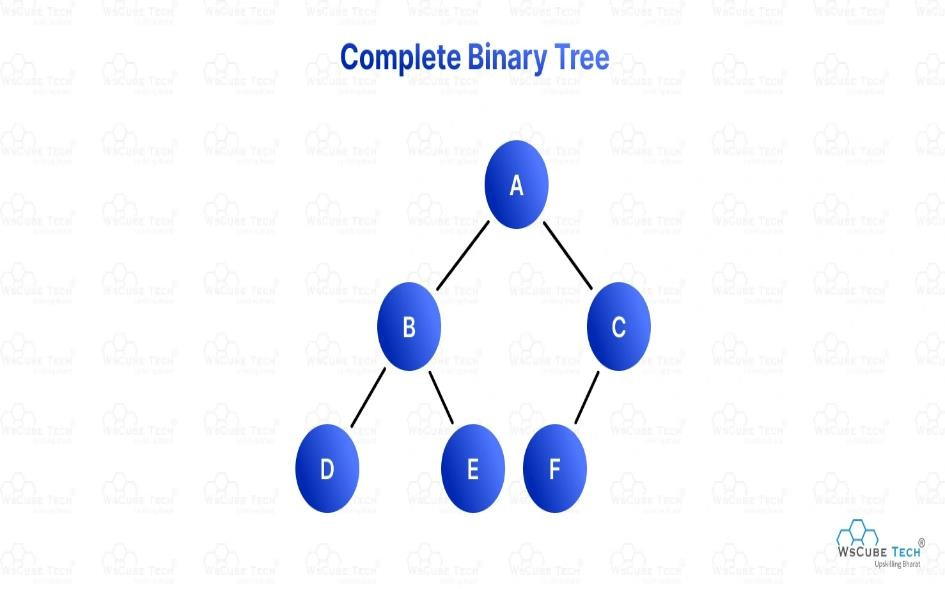 Complete Binary Tree
A
B
C
D
E
F
WsCube Tech®
Upskilling Bharat